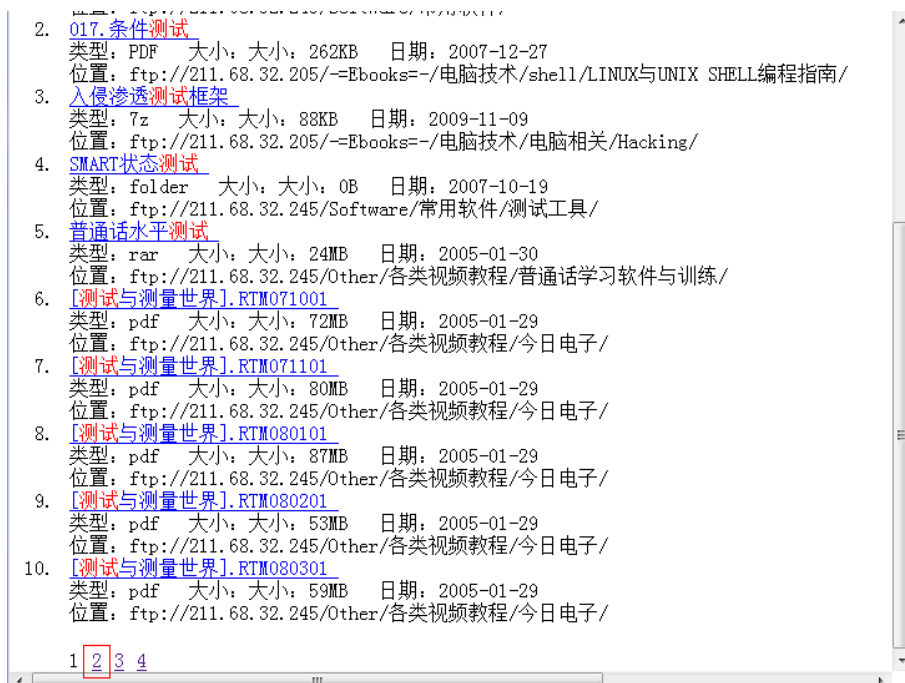 2. 017.条件测试
类型：PDF 大小：大小：262KB 日期：2007-12-27
位置：ftp://211.68.32.205/-=Ebooks=-/电脑技术/shell/LINUX与UNIX SHELL编程指南/
3. 入侵渗透测试框架
类型：7z 大小：大小：88KB 日期：2009-11-09
位置：ftp://211.68.32.205/-=Ebooks=-/电脑技术/电脑相关/Hacking/
4. SMART状态测试
类型：folder 大小：大小：0B 日期：2007-10-19
位置：ftp://211.68.32.245/Software/常用软件/测试工具/
5. 普通话水平测试
类型：rar 大小：大小：24MB 日期：2005-01-30
位置：ftp://211.68.32.245/Other/各类视频教程/普通话学习软件与训练/
6. [测试与测量世界].RTM071001
类型：pdf 大小：大小：72MB 日期：2005-01-29
位置：ftp://211.68.32.245/Other/各类视频教程/今日电子/
7. [测试与测量世界].RTM071101
类型：pdf 大小：大小：80MB 日期：2005-01-29
位置：ftp://211.68.32.245/Other/各类视频教程/今日电子/
8. [测试与测量世界].RTM080101
类型：pdf 大小：大小：87MB 日期：2005-01-29
位置：ftp://211.68.32.245/Other/各类视频教程/今日电子/
9. [测试与测量世界].RTM080201
类型：pdf 大小：大小：53MB 日期：2005-01-29
位置：ftp://211.68.32.245/Other/各类视频教程/今日电子/
10. [测试与测量世界].RTM080301
类型：pdf 大小：大小：59MB 日期：2005-01-29
位置：ftp://211.68.32.245/Other/各类视频教程/今日电子/
1 2 3 4